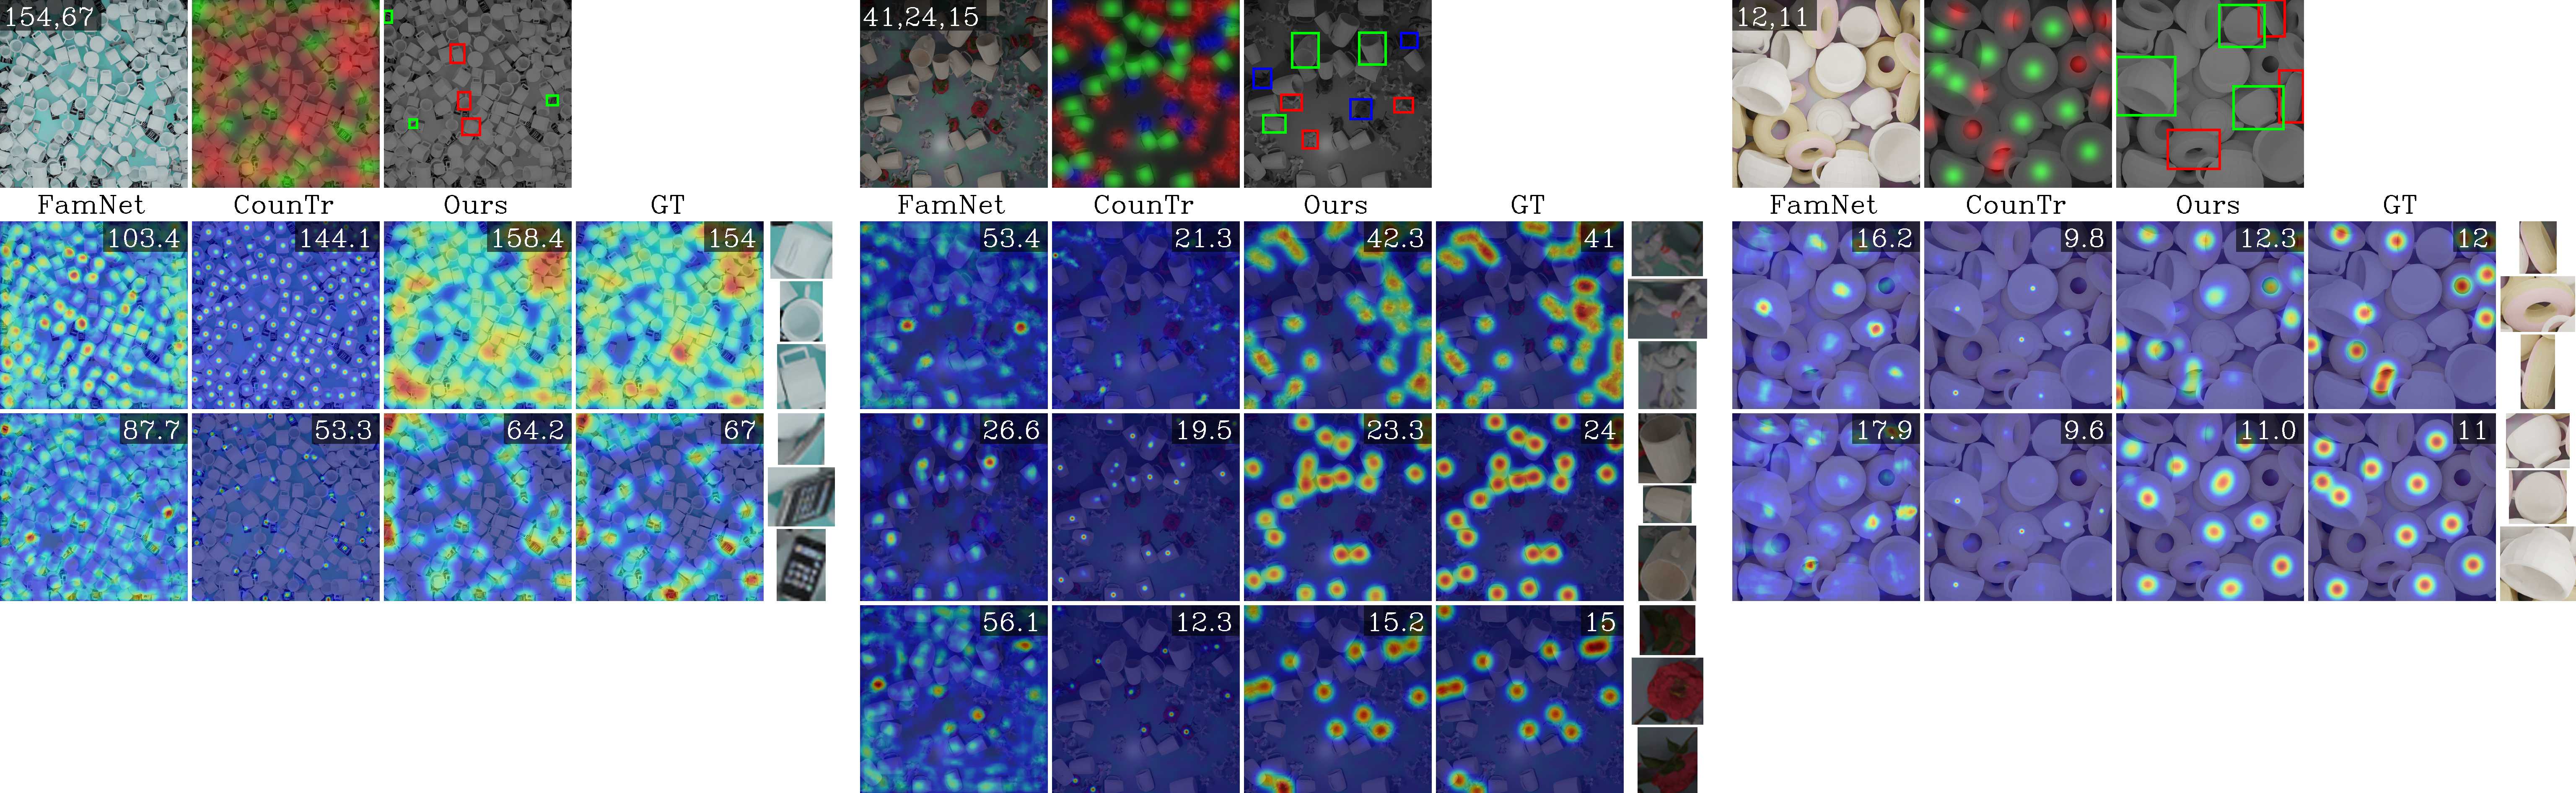 154,67
41,24,15
12,11
FamNet CounTr Ours GT
FamNet CounTr Ours GT
FamNet CounTr Ours GT
103.4 144.1 158.4 154
53.4 21.3 42.3 41
16.2 9.8 12.3 12
87.7 53.3 64.2 67
26.6 19.5 23.3 24
17.9 9.6 11.0 11
56.1 12.3 15.2 15